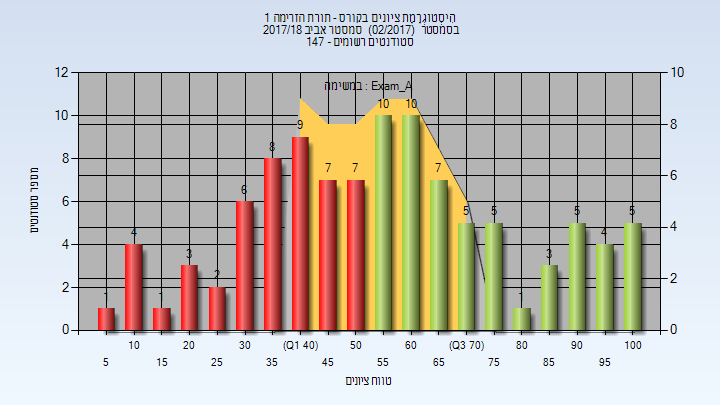 היסטוגרמת ציונים בקורס - תורת הזרימה 1
בסמסטר (02/2017) סמסטר אביב 2017/18
סטודנטים רשומים - 147
במשימה : Exam_A
12 10 8 6 4 2 0
10 8 6 4 2 0
מספר סטודנטים
1 4 1 3 2 6 8 9 7 7 10 10 7 5 5 1 3 5 4 5
10 20 30 (Q1 40) 50 60 (Q3 70) 80 90 100
5 15 25 35 45 55 65 75 85 95
טווח ציונים